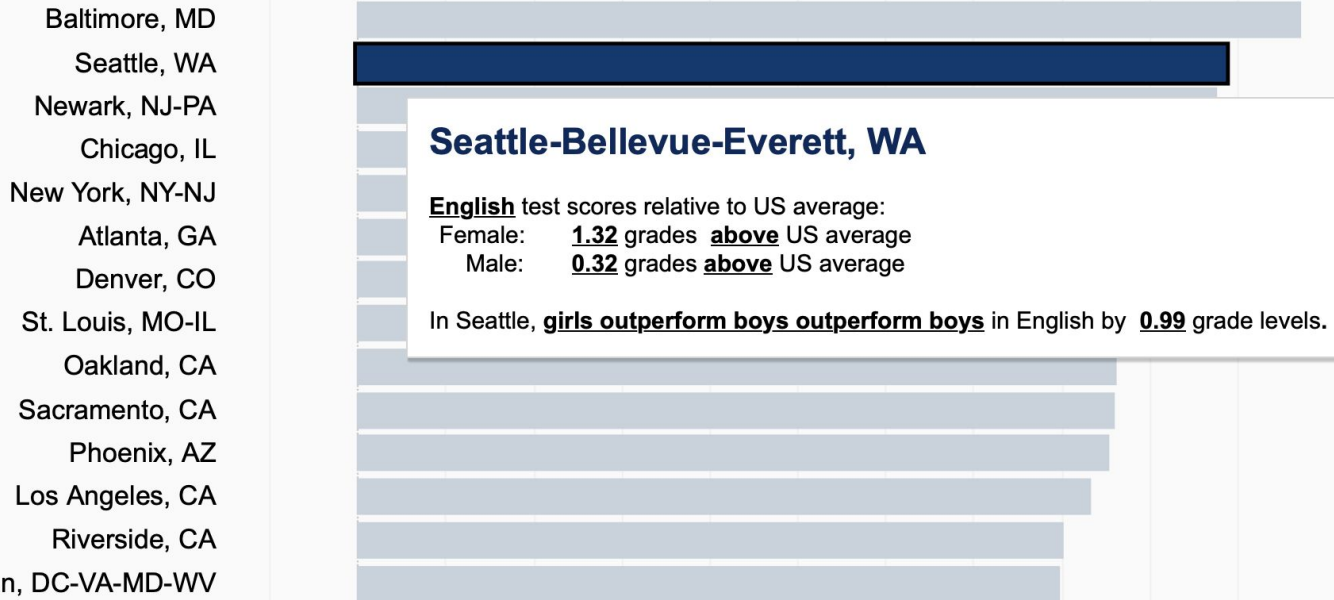 Baltimore, MD
Seattle, WA
Newark, NJ-PA
Chicago, IL
New York, NY-NJ
Atlanta, GA
Denver, CO
St. Louis, MO-IL
Oakland, CA
Sacramento, CA
Phoenix, AZ
Los Angeles, CA
Riverside, CA
n, DC-VA-MD-WV
Seattle-Bellevue-Everett, WA
English test scores relative to US average:
Female: 1.32 grades above US average
Male: 0.32 grades above US average
In Seattle, girls outperform boys outperform boys in English by 0.99 grade levels.